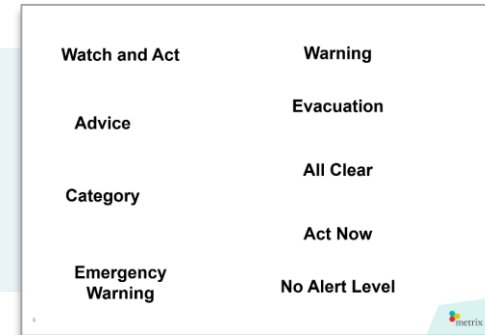 Watch and Act
Advice
Category
Emergency
Warning
Warning
Evacuation
All Clear
Act Now
No Alert Level
metrix